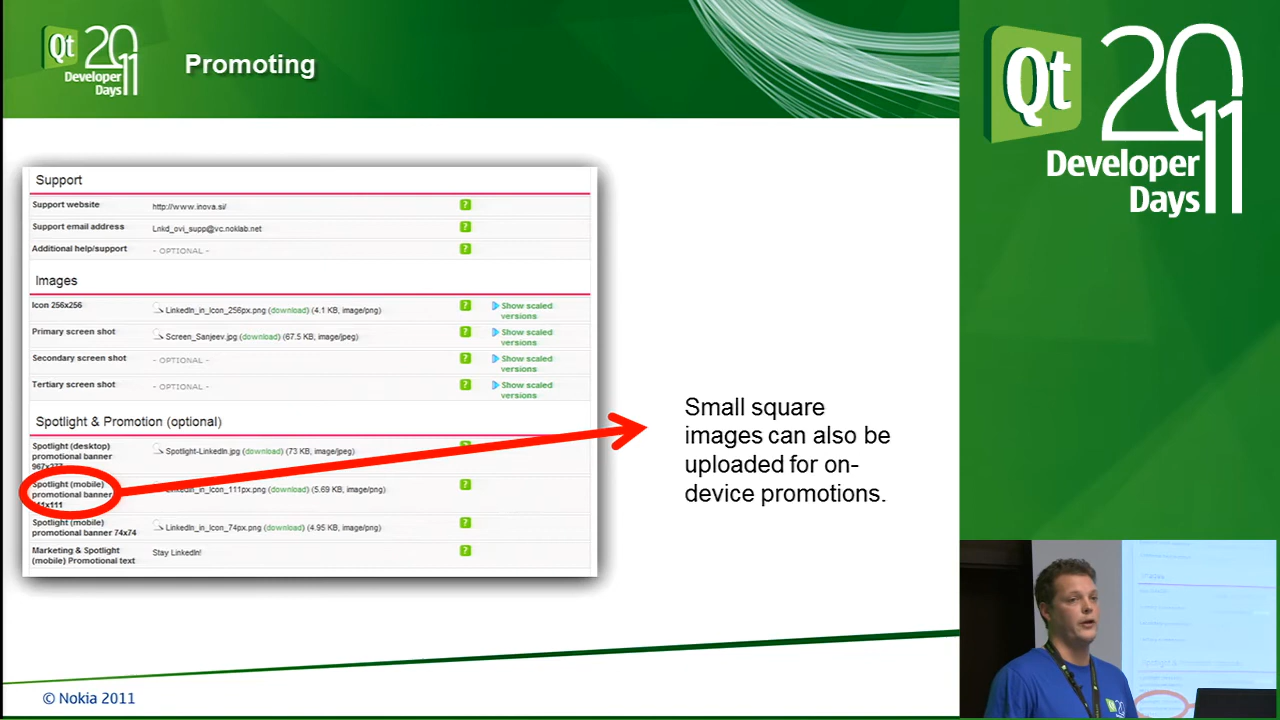 Qt 2011
Developer
Days
Promoting
Support
Support website
http://www.inova.si/
?
Support email address
Lnkd_ovi_supp@vc.noklab.net
?
Additional help/support
- OPTIONAL -
?
Images
Icon 256x256
LinkedIn_in_Icon_256px.png (download) (4.1 KB, image/png)
?
Show scaled
versions
Primary screen shot
Screen_Sanjeev.jpg (download) (67.5 KB, image/jpeg)
?
Show scaled
versions
Secondary screen shot
- OPTIONAL -
?
Show scaled
versions
Tertiary screen shot
- OPTIONAL -
?
Show scaled
versions
Spotlight & Promotion (optional)
Spotlight (desktop)
promotional banner
Spotlight-LinkedIn.jpg (download) (73 KB, image/jpeg)
Spotlight (mobile)
promotional banner
LinkedIn_in_Icon_111px.png (download) (5.69 KB, image/png)
?
Spotlight (mobile)
promotional banner 74x74
LinkedIn_in_Icon_74px.png (download) (4.95 KB, image/png)
?
Marketing & Spotlight
(mobile) Promotional text
Stay LinkedIn!
?
Small square
images can also be
uploaded for on-
device promotions.
© Nokia 2011
Qt 2011
Developer
Days